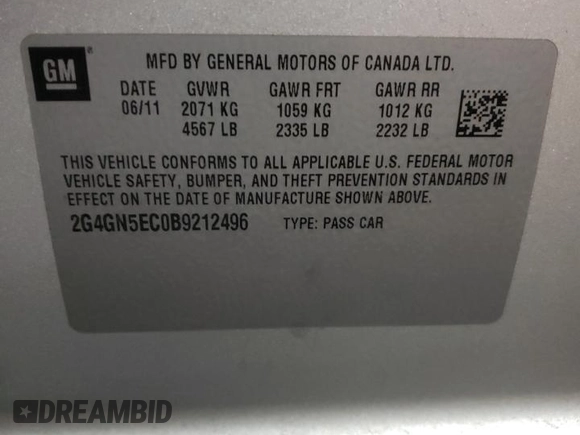 GM
MFD BY GENERAL MOTORS OF CANADA LTD.
DATE GVWR GAWR FRT GAWR RR
06/11 2071 KG 1059 KG 1012 KG
4567 LB 2335 LB 2232 LB
THIS VEHICLE CONFORMS TO ALL APPLICABLE U.S. FEDERAL MOTOR
VEHICLE SAFETY, BUMPER, AND THEFT PREVENTION STANDARDS IN
EFFECT ON THE DATE OF MANUFACTURE SHOWN ABOVE.
2G4GN5EC0B9212496 TYPE: PASS CAR
DREAMBID